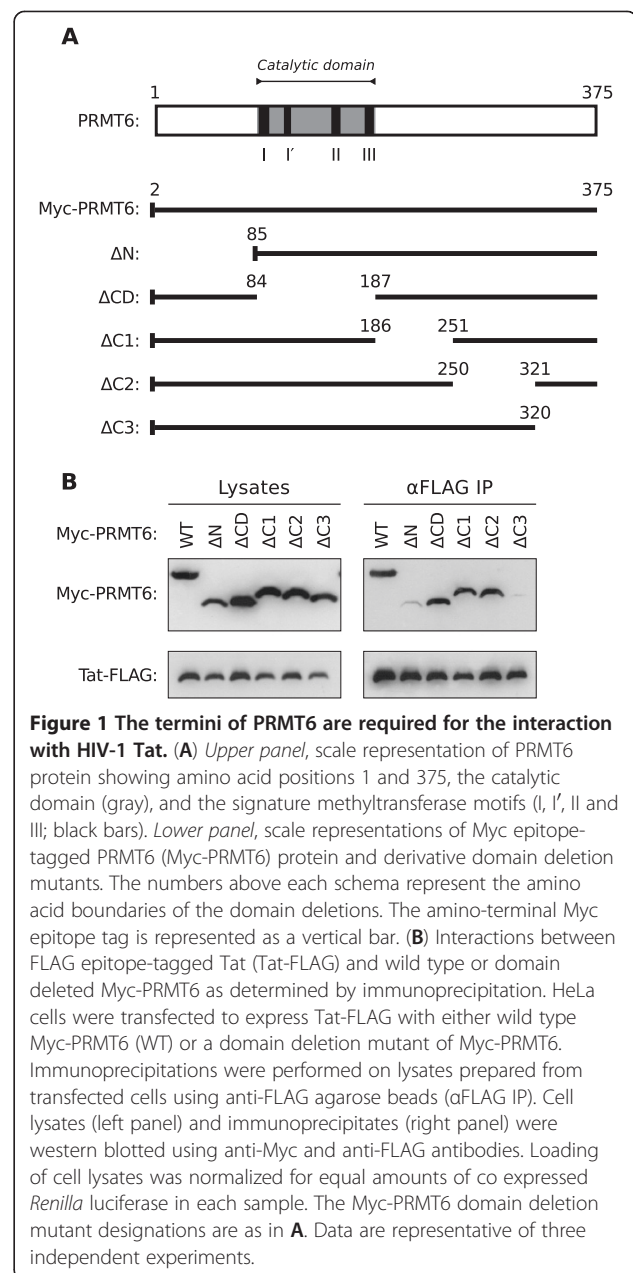 A
Catalytic domain
1 375
PRMT6:
I I′ II III
2 375
Myc-PRMT6:
85
ΔN:
84 187
ΔCD:
186 251
ΔC1:
250 321
ΔC2:
320
ΔC3:
B
Lysates αFLAG IP
Myc-PRMT6: WT ΔN ΔCD ΔC1 ΔC2 ΔC3 WT ΔN ΔCD ΔC1 ΔC2 ΔC3
Myc-PRMT6:
Tat-FLAG:
Figure 1 The termini of PRMT6 are required for the interaction
with HIV-1 Tat. (A) Upper panel, scale representation of PRMT6
protein showing amino acid positions 1 and 375, the catalytic
domain (gray), and the signature methyltransferase motifs (I, I′, II and
III; black bars). Lower panel, scale representations of Myc epitope-
tagged PRMT6 (Myc-PRMT6) protein and derivative domain deletion
mutants. The numbers above each schema represent the amino
acid boundaries of the domain deletions. The amino-terminal Myc
epitope tag is represented as a vertical bar. (B) Interactions between
FLAG epitope-tagged Tat (Tat-FLAG) and wild type or domain
deleted Myc-PRMT6 as determined by immunoprecipitation. HeLa
cells were transfected to express Tat-FLAG with either wild type
Myc-PRMT6 (WT) or a domain deletion mutant of Myc-PRMT6.
Immunoprecipitations were performed on lysates prepared from
transfected cells using anti-FLAG agarose beads (αFLAG IP). Cell
lysates (left panel) and immunoprecipitates (right panel) were
western blotted using anti-Myc and anti-FLAG antibodies. Loading
of cell lysates was normalized for equal amounts of co expressed
Renilla luciferase in each sample. The Myc-PRMT6 domain deletion
mutant designations are as in A. Data are representative of three
independent experiments.